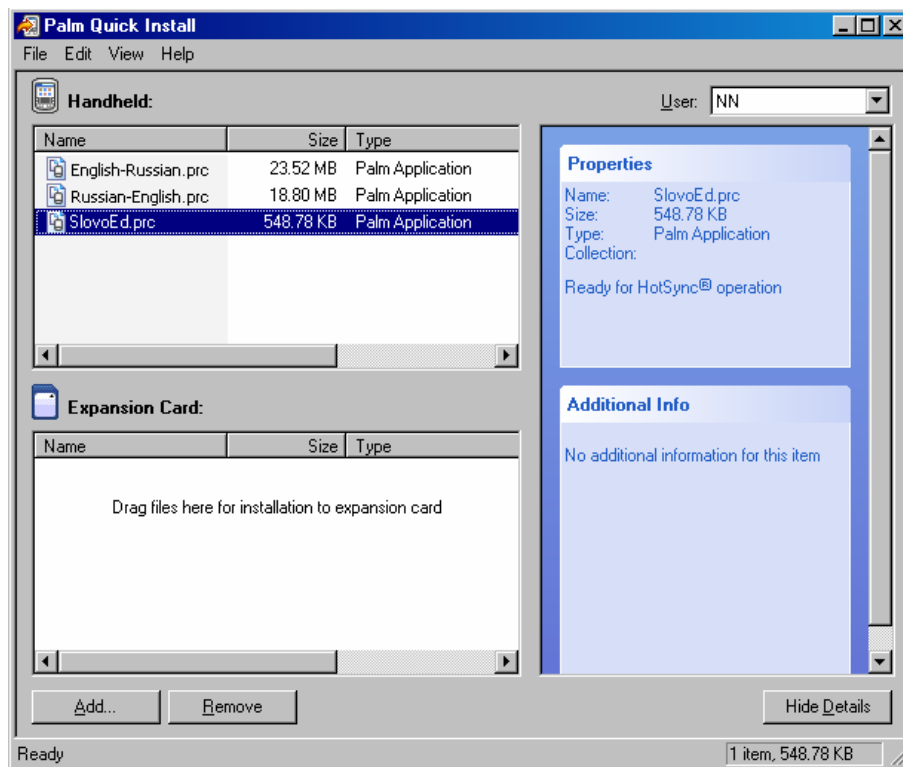 Palm Quick Install
File Edit View Help
Handheld:
User: NN
Name Size Type
English-Russian.prc 23.52 MB Palm Application
Russian-English.prc 18.80 MB Palm Application
SlovoEd.prc 548.78 KB Palm Application
Properties
Name: SlovoEd.prc
Size: 548.78 KB
Type: Palm Application
Collection:
Ready for HotSync® operation
Expansion Card:
Name Size Type
Drag files here for installation to expansion card
Additional Info
No additional information for this item
Add... Remove Hide Details
Ready 1 item, 548.78 KB